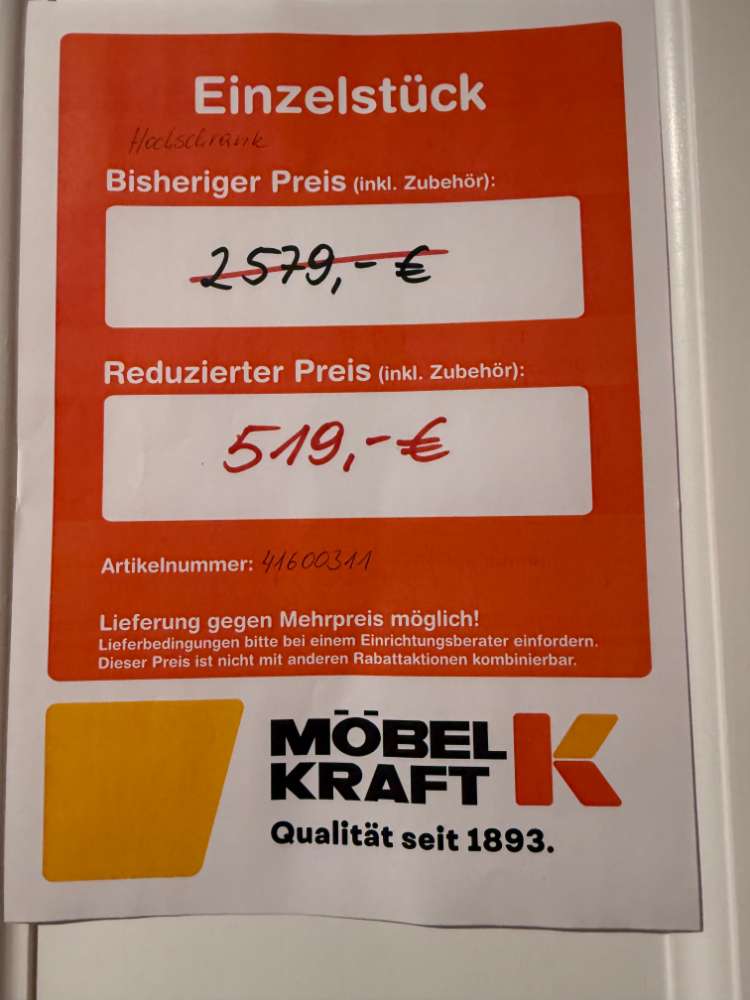 Einzelstück
Hochschrank
Bisheriger Preis (inkl. Zubehör):
2579,- €
Reduzierter Preis (inkl. Zubehör):
519,- €
Artikelnummer: 41600311
Lieferung gegen Mehrpreis möglich!
Lieferbedingungen bitte bei einem Einrichtungsberater einfordern.
Dieser Preis ist nicht mit anderen Rabattaktionen kombinierbar.
MÖBEL
KRAFT
K
Qualität seit 1893.